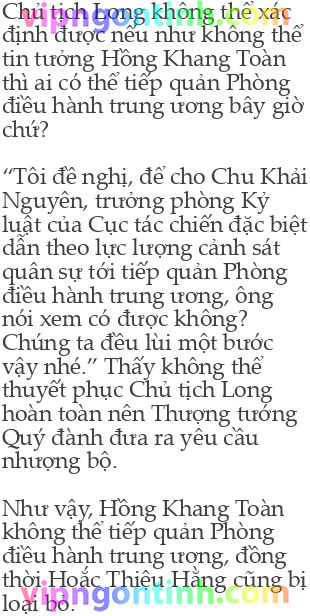 Chủ tịch Long không thể xác
định được nếu như không thể
tin tưởng Hồng Khang Toàn
thì ai có thể tiếp quản Phòng
điều hành trung ương bây giờ
chứ?
“Tôi đề nghị, để cho Chu Khải
Nguyên, trưởng phòng Kỷ
luật của Cục tác chiến đặc biệt
dẫn theo lực lượng cảnh sát
quân sự tới tiếp quản Phòng
điều hành trung ương, ông
nói xem có được không?
Chúng ta đều lùi một bước
vậy nhé.” Thấy không thể
thuyết phục Chủ tịch Long
hoàn toàn nên Thượng tướng
Quý đành đưa ra yêu cầu
nhượng bộ.
Như vậy, Hồng Khang Toàn
không thể tiếp quản Phòng
điều hành trung ương, đồng
thời Hoắc Thiệu Hằng cũng bị
loại bỏ.
vipngontinh.com
vipngontinh.com